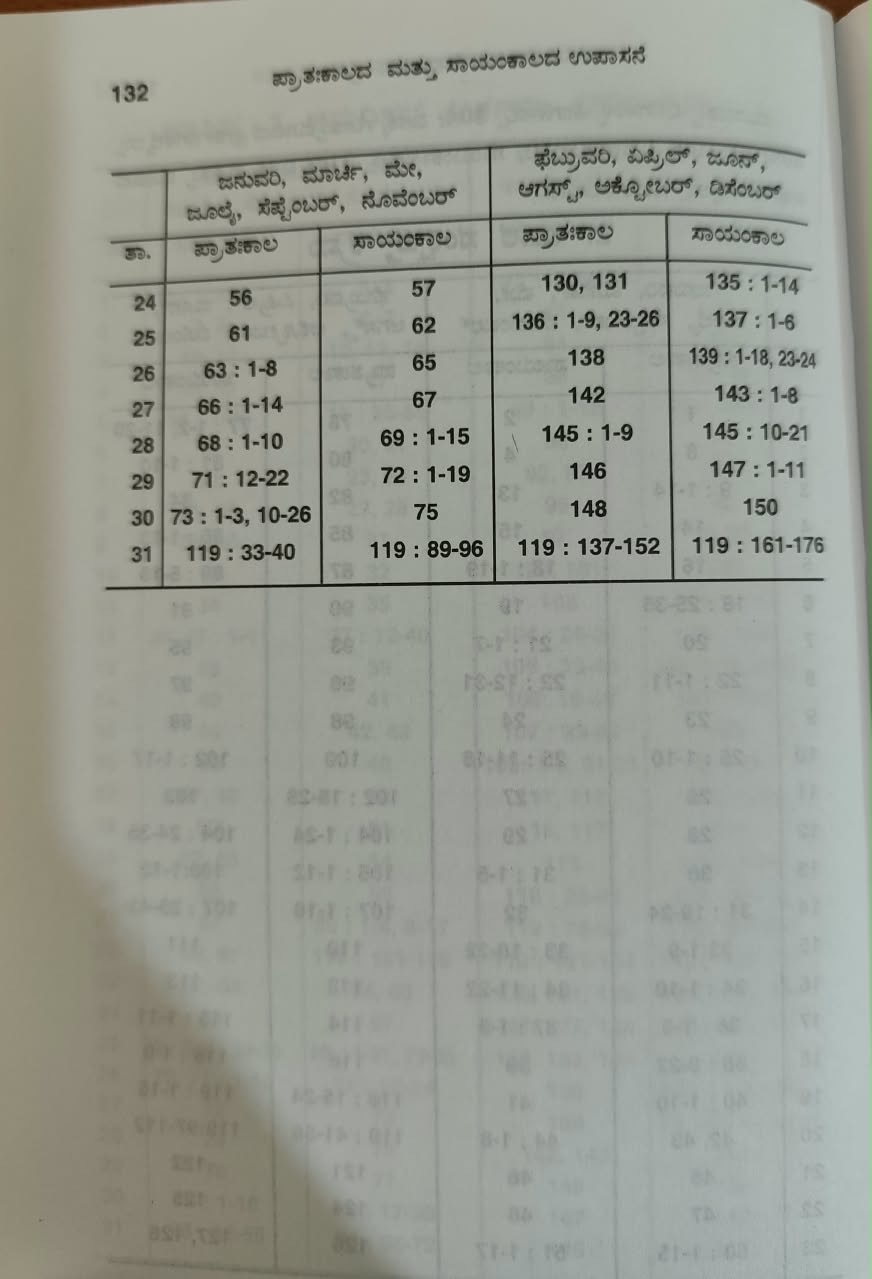 132 ಪ್ರಾತಃಕಾಲದ ಮತ್ತು ಸಾಯಂಕಾಲದ ಉಪಾಸನೆ
ಜನುವರಿ, ಮಾರ್ಚಿ, ಮೇ, ಫೆಬ್ರುವರಿ, ಏಪ್ರಿಲ್, ಜೂನ್,
ಜೂಲೈ, ಸೆಪ್ಟೆಂಬರ್, ನೊವೆಂಬರ್ ಆಗಸ್ಟ್, ಅಕ್ಟೋಬರ್, ಡಿಸೆಂಬರ್
ತಾ. ಪ್ರಾತಃಕಾಲ ಸಾಯಂಕಾಲ ಪ್ರಾತಃಕಾಲ ಸಾಯಂಕಾಲ
24 56 57 130, 131 135 : 1-14
25 61 62 136 : 1-9, 23-26 137 : 1-6
26 63 : 1-8 65 138 139 : 1-18, 23-24
27 66 : 1-14 67 142 143 : 1-8
28 68 : 1-10 69 : 1-15 145 : 1-9 145 : 10-21
29 71 : 12-22 72 : 1-19 146 147 : 1-11
30 73 : 1-3, 10-26 75 148 150
31 119 : 33-40 119 : 89-96 119 : 137-152 119 : 161-176